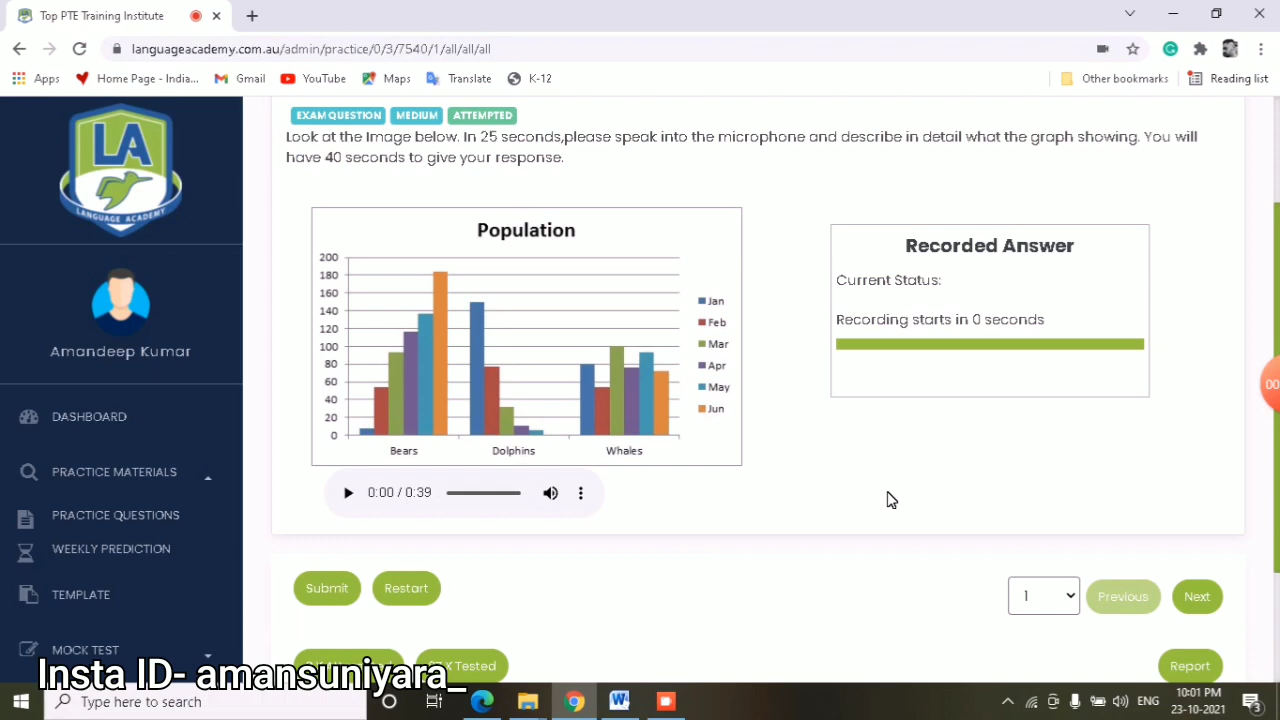 Top PTE Training Institute
languageacademy.com.au/admin/practice/0/3/7540/1/all/all/all
Apps Home Page - India... Gmail YouTube Maps Translate K-12 Other bookmarks Reading list
LA
LANGUAGE ACADEMY
Amandeep Kumar
DASHBOARD
PRACTICE MATERIALS
PRACTICE QUESTIONS
WEEKLY PREDICTION
TEMPLATE
MOCK TEST
EXAM QUESTION MEDIUM ATTEMPTED
Look at the Image below. In 25 seconds,please speak into the microphone and describe in detail what the graph showing. You will
have 40 seconds to give your response.
Population
200
180
160
140
120
100
80
60
40
20
0
Bears Dolphins Whales
Jan
Feb
Mar
Apr
May
Jun
0:00 / 0:39
Recorded Answer
Current Status:
Recording starts in 0 seconds
00
Submit Restart
1 Previous Next
X Tested
Report
Insta ID- amansuniyara_
Type here to search
ENG
10:01 PM
23-10-2021
3